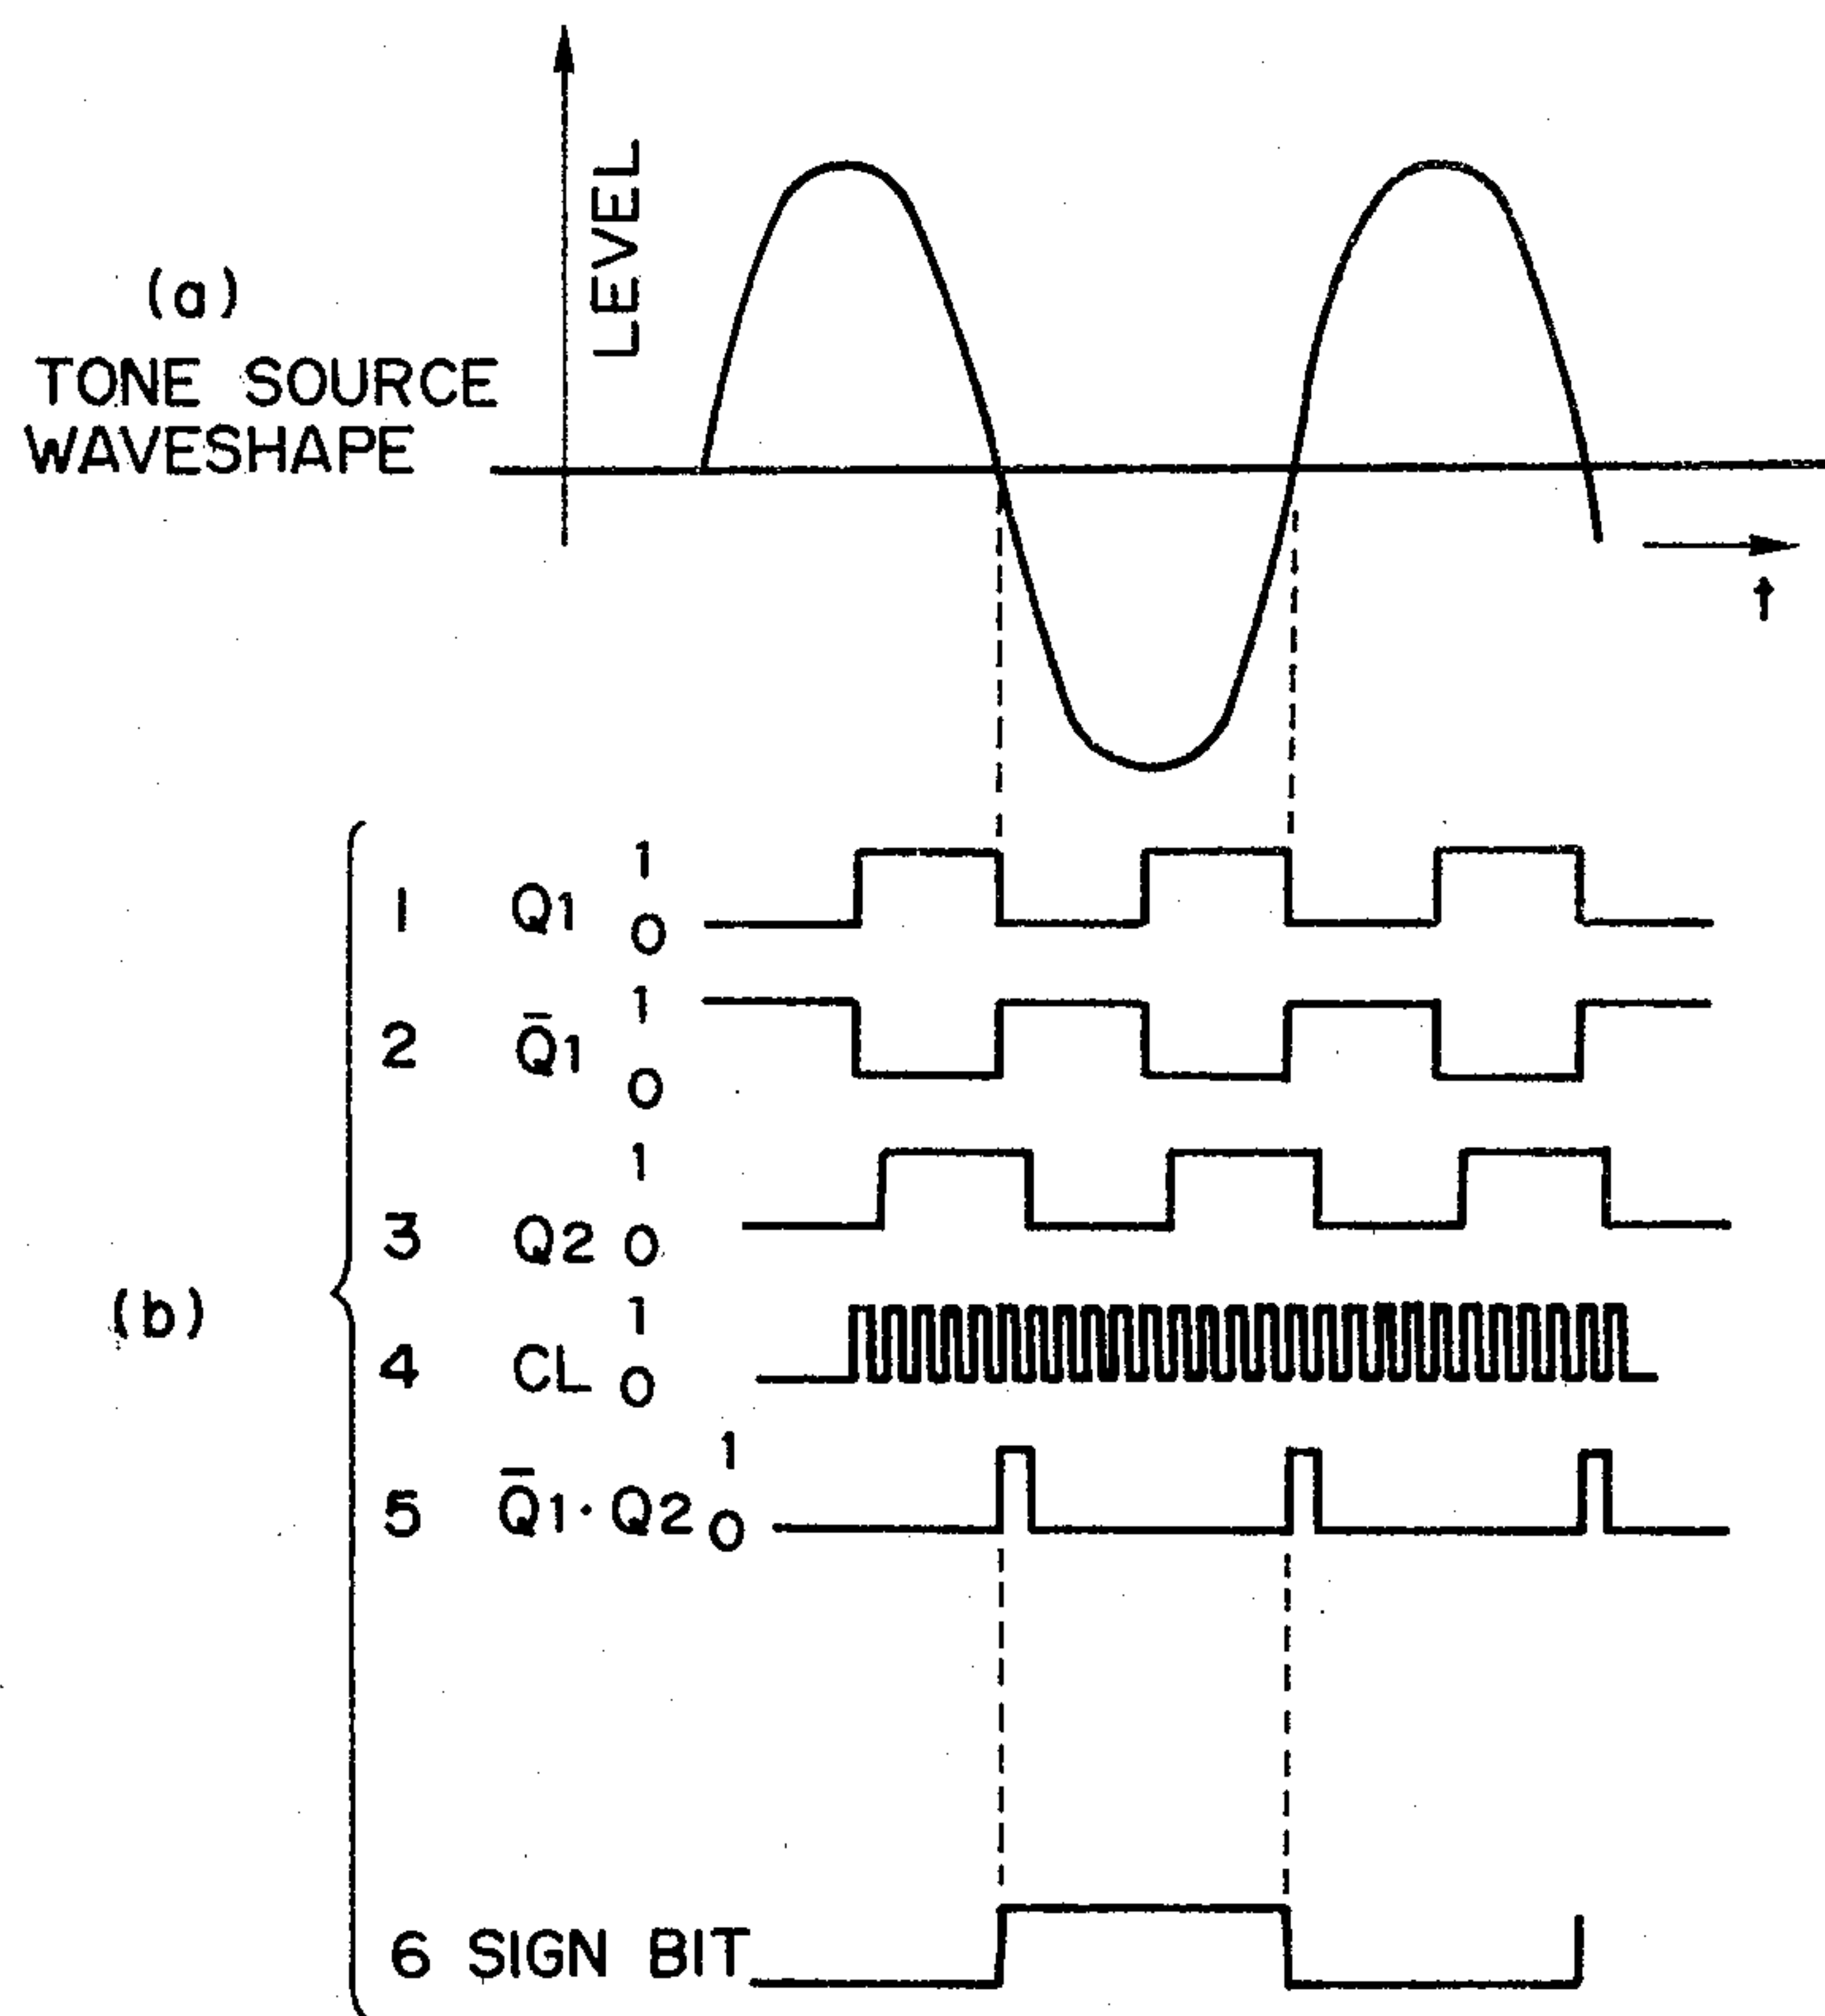 LEVEL
(a)
TONE SOURCE
WAVESHAPE
t
(b)
1 Q1 1 0
2 Q̅1 1 0
3 Q2 1 0
4 CL 1 0
5 Q̅1·Q2 1 0
6 SIGN BIT